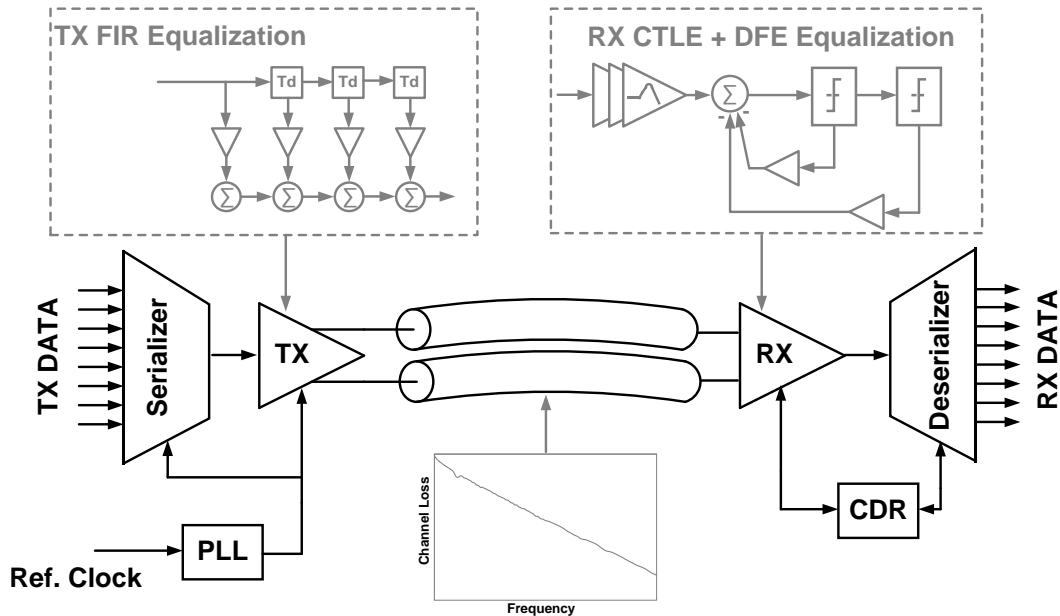 TX FIR Equalization
RX CTLE + DFE Equalization
Td Td Td
Σ
Σ Σ Σ Σ
- -
TX DATA
Serializer
TX
RX
Deserializer
RX DATA
Channel Loss
Frequency
CDR
PLL
Ref. Clock